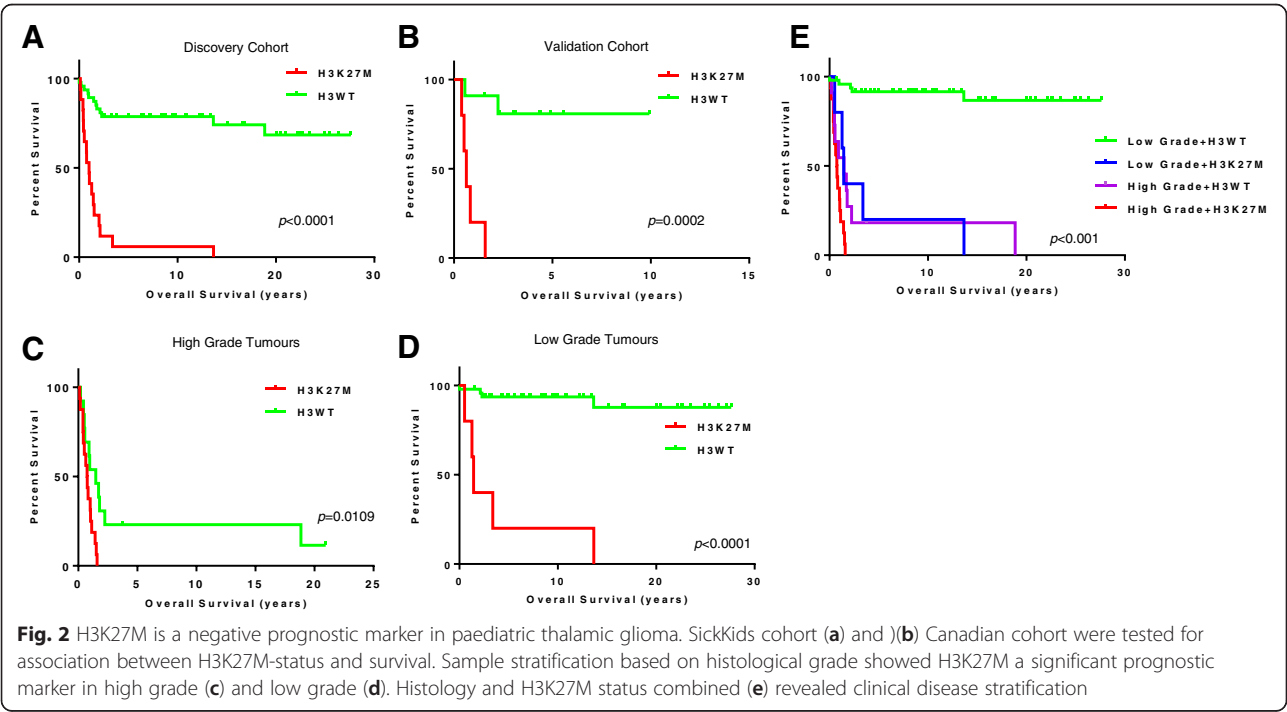 A
Discovery Cohort
H3K27M
H3WT
100
50
0
Percent Survival
p<0.0001
0 10 20 30
Overall Survival (years)
B
Validation Cohort
H3K27M
H3WT
100
50
0
Percent Survival
p=0.0002
0 5 10 15
Overall Survival (years)
E
100
50
0
Percent Survival
Low Grade+H3WT
Low Grade+H3K27M
High Grade+H3WT
High Grade+H3K27M
p<0.001
0 10 20 30
Overall Survival (years)
C
High Grade Tumours
H3K27M
H3WT
100
50
0
Percent Survival
p=0.0109
0 5 10 15 20 25
Overall Survival (years)
D
Low Grade Tumours
100
50
0
Percent Survival
H3K27M
H3WT
p<0.0001
0 10 20 30
Overall Survival (years)
Fig. 2 H3K27M is a negative prognostic marker in paediatric thalamic glioma. SickKids cohort (a) and )(b) Canadian cohort were tested for
association between H3K27M-status and survival. Sample stratification based on histological grade showed H3K27M a significant prognostic
marker in high grade (c) and low grade (d). Histology and H3K27M status combined (e) revealed clinical disease stratification